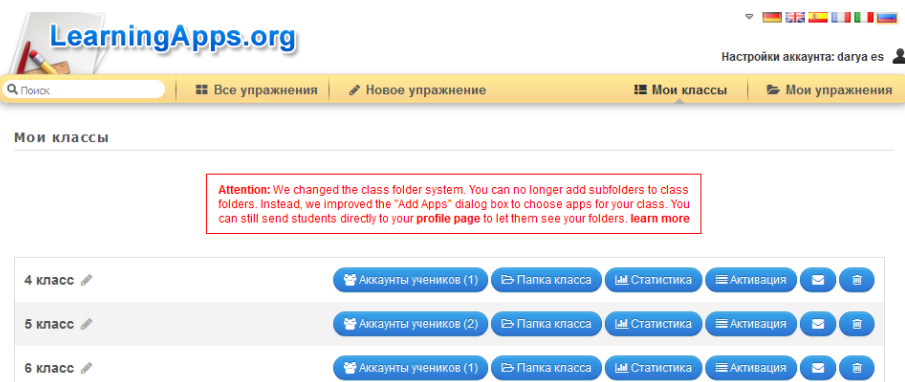 LearningApps.org
Настройки аккаунта: darya es
Поиск
Все упражнения
Новое упражнение
Мои классы
Мои упражнения
Мои классы
Attention: We changed the class folder system. You can no longer add subfolders to class
folders. Instead, we improved the "Add Apps" dialog box to choose apps for your class. You
can still send students directly to your profile page to let them see your folders. learn more
4 класс Аккаунты учеников (1) Папка класса Статистика Активация
5 класс Аккаунты учеников (2) Папка класса Статистика Активация
6 класс Аккаунты учеников (1) Папка класса Статистика Активация